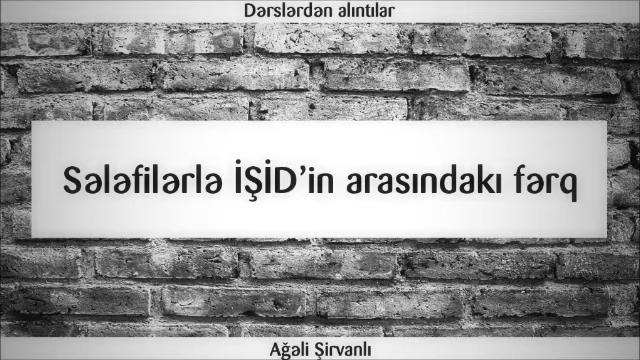 Dərslərdən alıntılar
Sələfilərlə İŞİD'in arasındakı fərq
Ağəli Şirvanlı